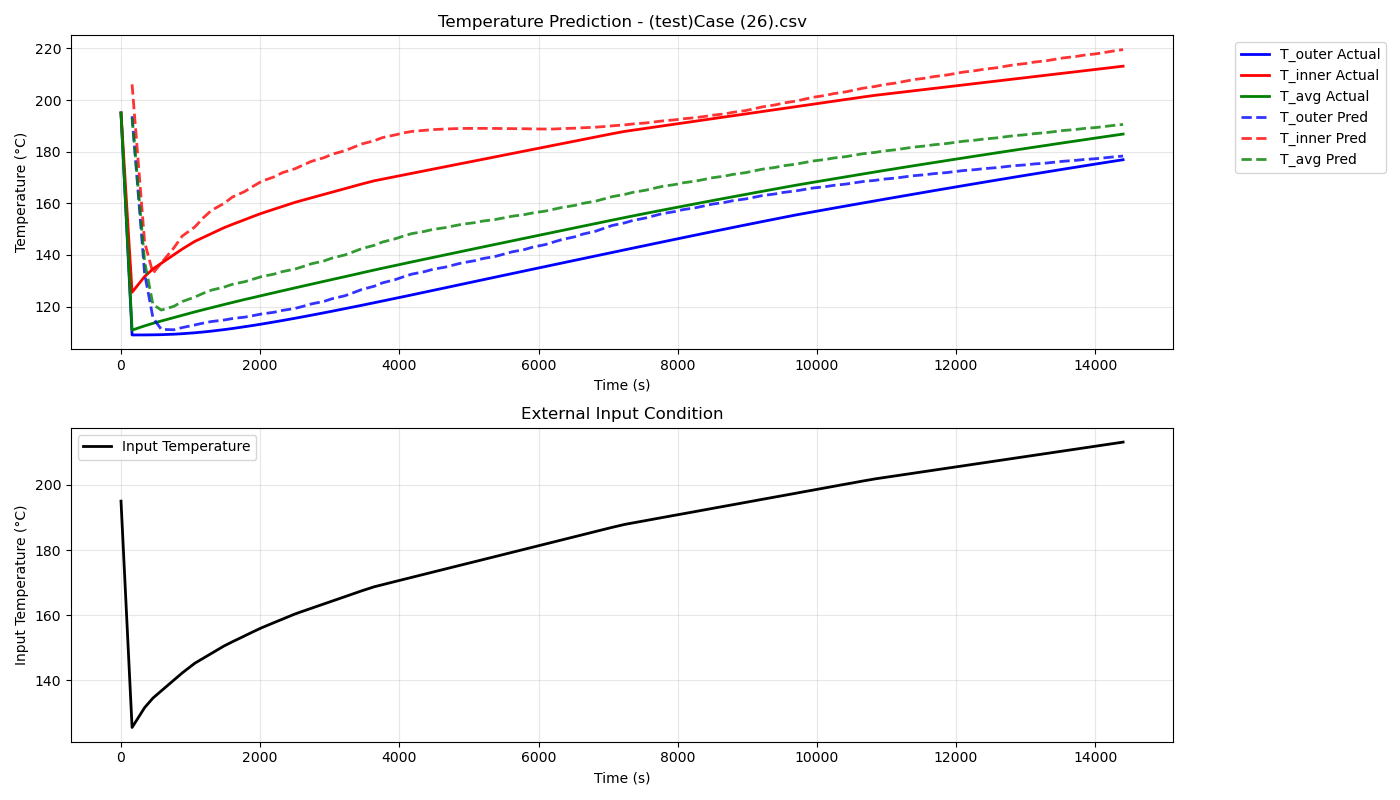 Temperature Prediction - (test)Case (26).csv
Temperature (°C)
220
200
180
160
140
120
0 2000 4000 6000 8000 10000 12000 14000
Time (s)
T_outer Actual
T_inner Actual
T_avg Actual
T_outer Pred
T_inner Pred
T_avg Pred
External Input Condition
Input Temperature
Input Temperature (°C)
200
180
160
140
0 2000 4000 6000 8000 10000 12000 14000
Time (s)